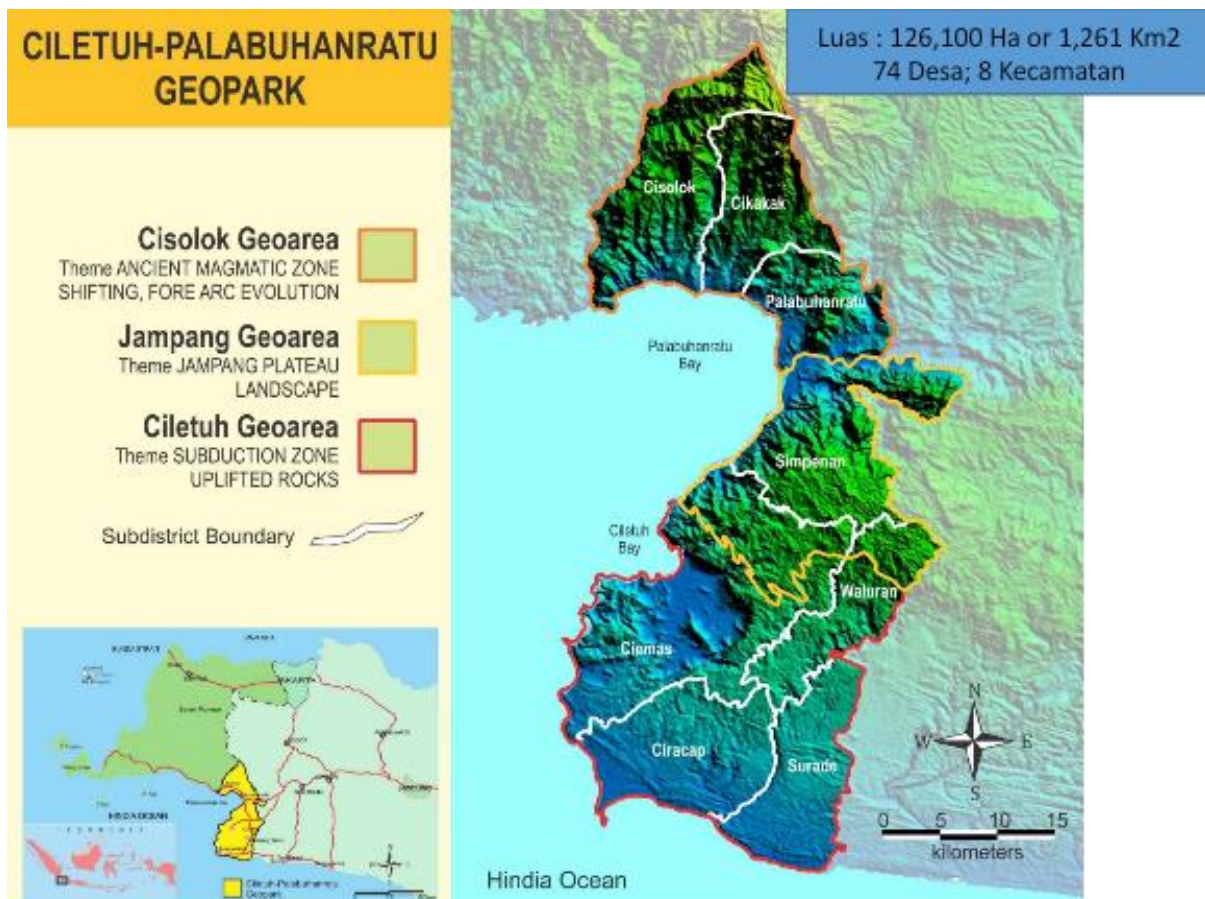 CILETUH-PALABUHANRATU
GEOPARK
Luas : 126,100 Ha or 1,261 Km2
74 Desa; 8 Kecamatan
Cisolok Geoarea
Theme ANCIENT MAGMATIC ZONE
SHIFTING, FORE ARC EVOLUTION
Jampang Geoarea
Theme JAMPANG PLATEAU
LANDSCAPE
Ciletuh Geoarea
Theme SUBDUCTION ZONE
UPLIFTED ROCKS
Subdistrict Boundary
Cisolok
Cikakak
Palabuhanratu
Palabuhanratu
Bay
Simpenan
Ciletuh
Bay
Waluran
Ciemas
Ciracap
Surade
N
W
E
S
0 5 10 15
kilometers
Hindia Ocean
JAKARTA
HINDIA OCEAN
Ciletuh-Palabuhanratu
Geopark